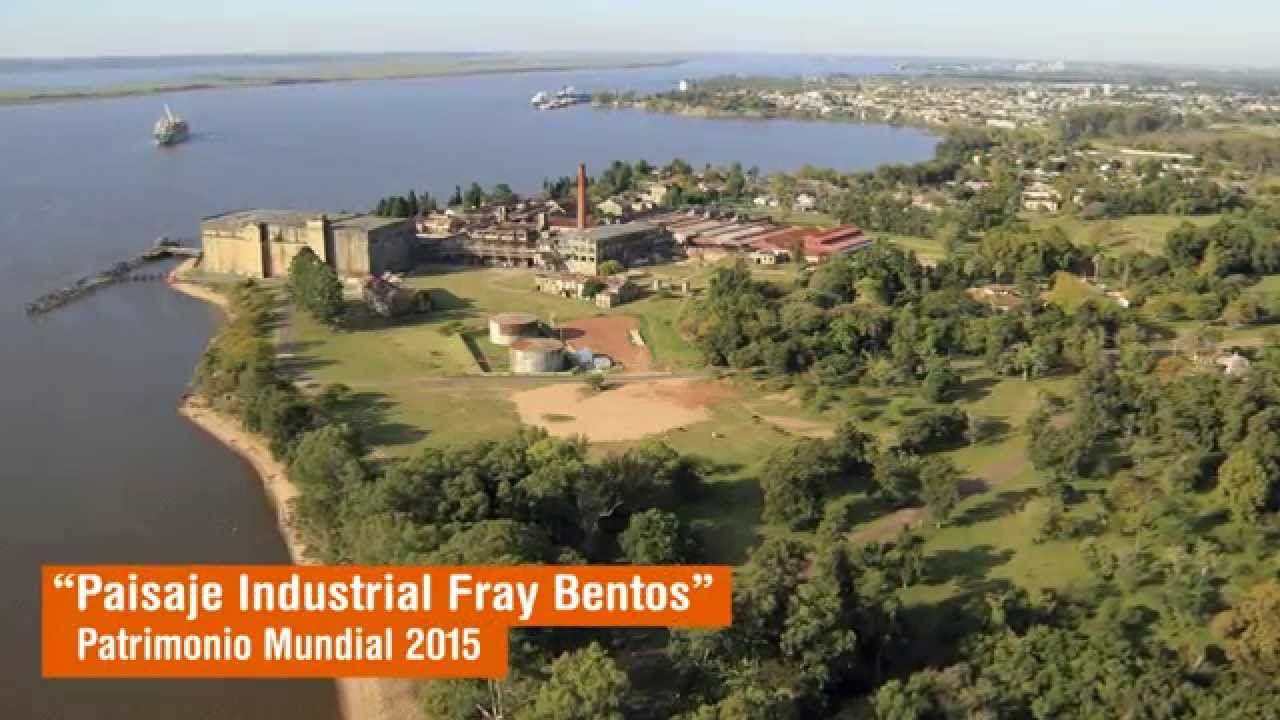 “Paisaje Industrial Fray Bentos”
Patrimonio Mundial 2015